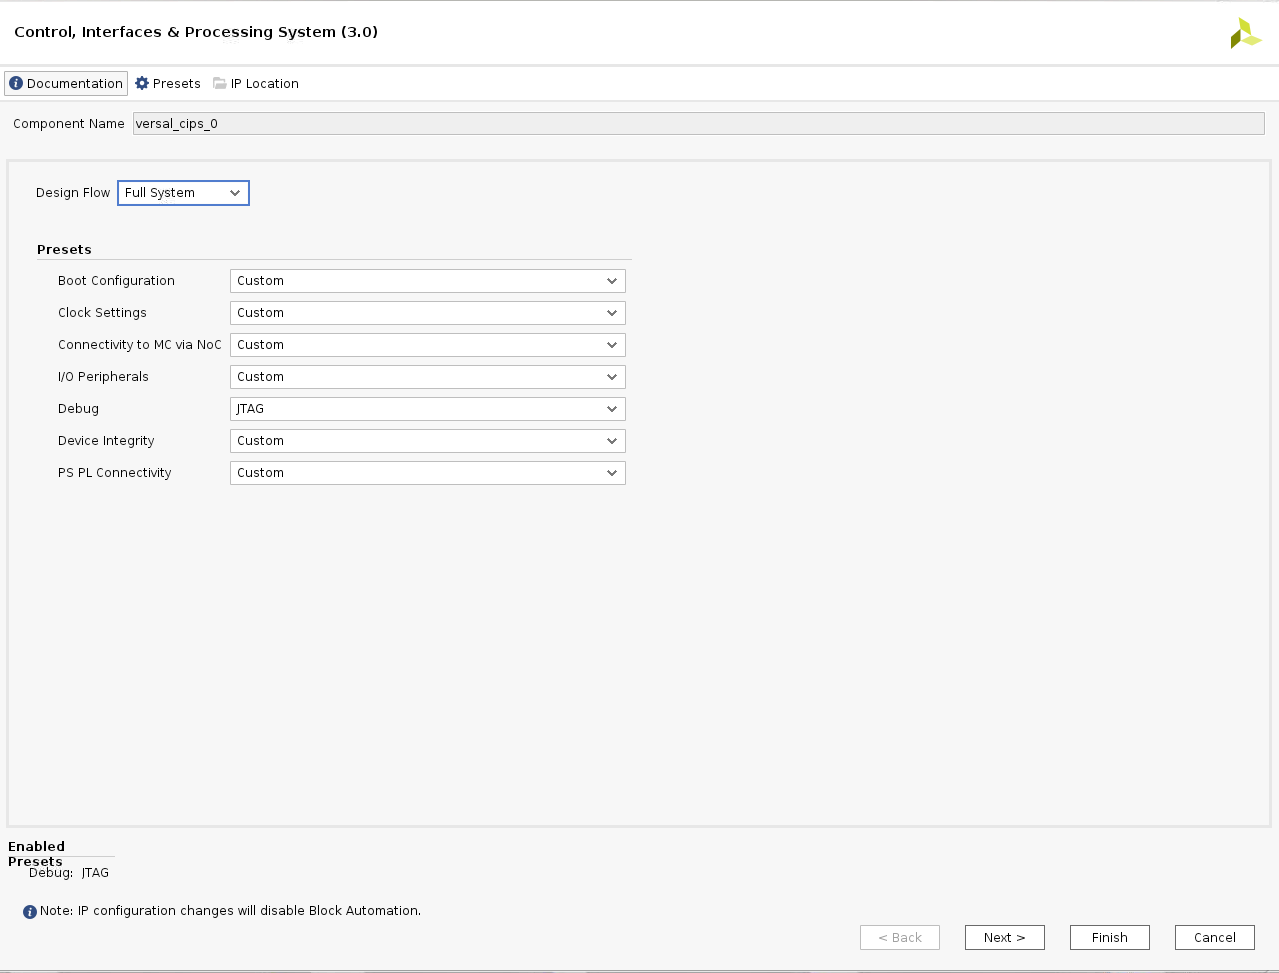 Control, Interfaces & Processing System (3.0)
Documentation Presets IP Location
Component Name versal_cips_0
Design Flow Full System
Presets
Boot Configuration Custom
Clock Settings Custom
Connectivity to MC via NoC Custom
I/O Peripherals Custom
Debug JTAG
Device Integrity Custom
PS PL Connectivity Custom
Enabled
Presets
Debug: JTAG
Note: IP configuration changes will disable Block Automation.
< Back Next > Finish Cancel